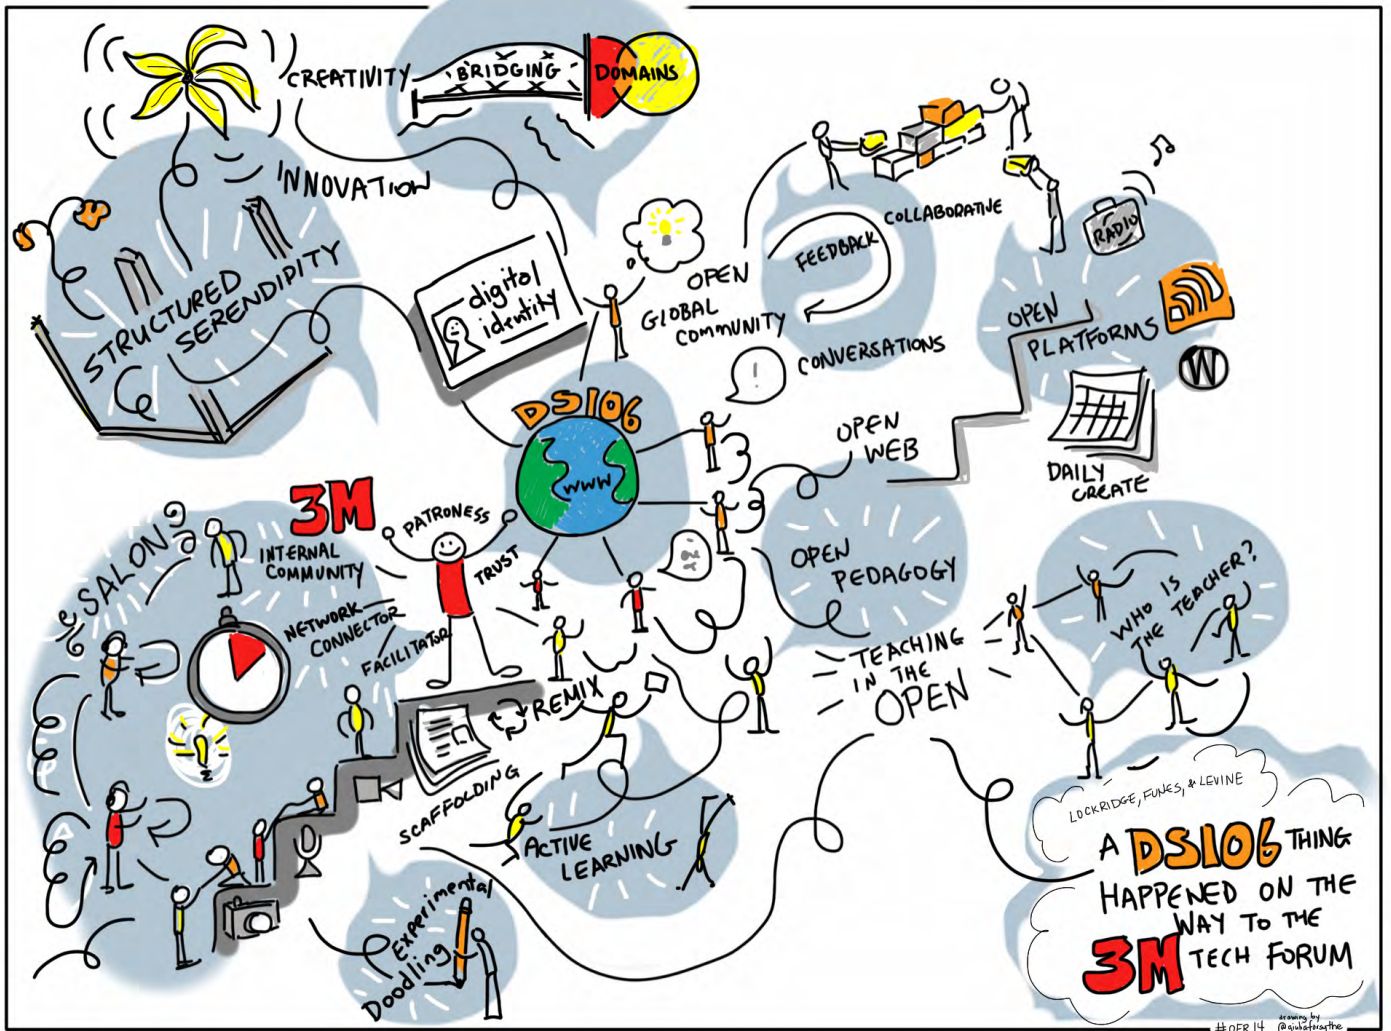 CREATIVITY
BRIDGING
DOMAINS
INNOVATION
STRUCTURED
SERENDIPITY
digital
identity
OPEN
GLOBAL
COMMUNITY
FEEDBACK
COLLABORATIVE
CONVERSATIONS
!
RADIO
OPEN
PLATFORMS
W
DAILY
CREATE
DS106
WWW
OPEN
WEB
OPEN
PEDAGOGY
TEACHING
IN THE
OPEN
WHO IS
THE TEACHER?
SALON
3M
INTERNAL
COMMUNITY
NETWORK
CONNECTOR
FACILITATOR
PATRONESS
TRUST
REMIX
SCAFFOLDING
ACTIVE
LEARNING
Experimental
Doodling
LOCKRIDGE, FUNES, & LEVINE
A DS106 THING
HAPPENED ON THE
WAY TO THE
3M TECH FORUM
#OER14
drawing by
@giuliaforsythe